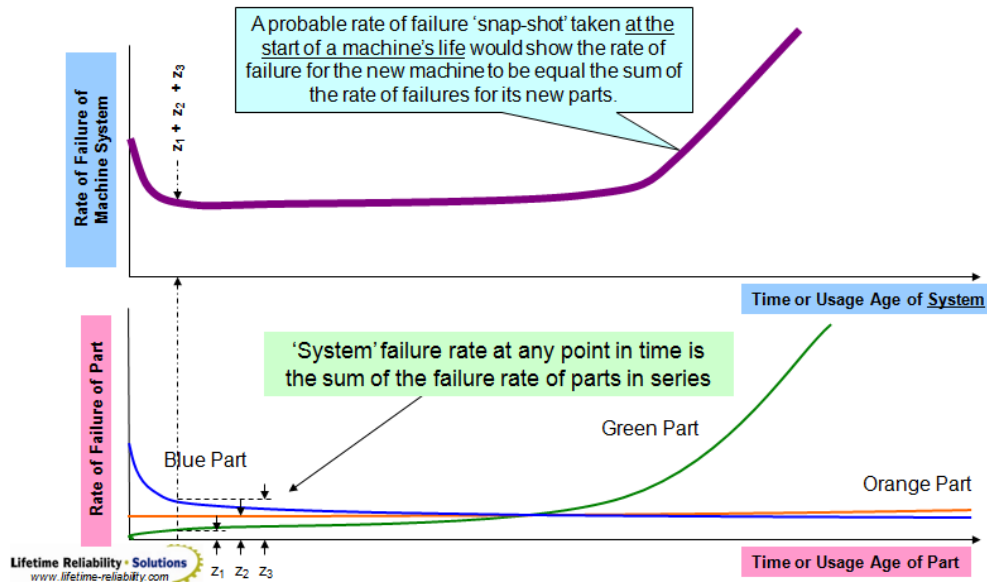 A probable rate of failure ‘snap-shot’ taken at the
start of a machine’s life would show the rate of
failure for the new machine to be equal the sum of
the rate of failures for its new parts.
Rate of Failure of
Machine System
z1 + z2 + z3
Time or Usage Age of System
‘System’ failure rate at any point in time is
the sum of the failure rate of parts in series
Rate of Failure of Part
Blue Part
Green Part
Orange Part
z1 z2 z3
Time or Usage Age of Part
Lifetime Reliability • Solutions
www.lifetime-reliability.com